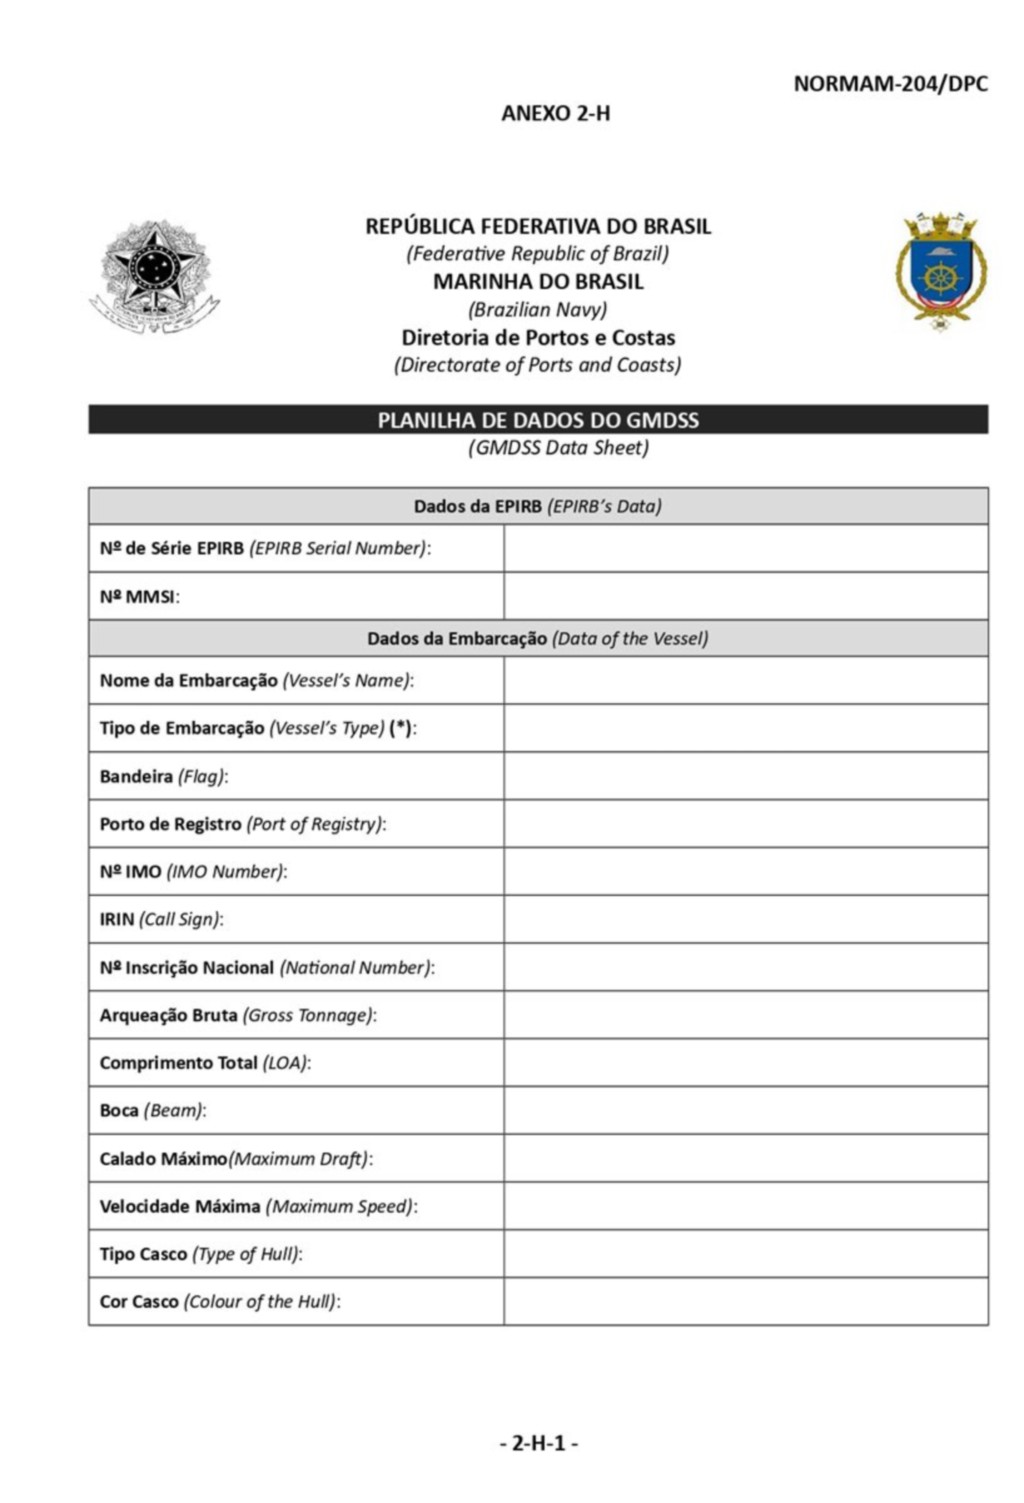 NORMAM-204/DPC
ANEXO 2-H
REPÚBLICA FEDERATIVA DO BRASIL
(Federative Republic of Brazil)
MARINHA DO BRASIL
(Brazilian Navy)
Diretoria de Portos e Costas
(Directorate of Ports and Coasts)
PLANILHA DE DADOS DO GMDSS
(GMDSS Data Sheet)
Dados da EPIRB (EPIRB's Data)
Nº de Série EPIRB (EPIRB Serial Number):
Nº MMSI:
Dados da Embarcação (Data of the Vessel)
Nome da Embarcação (Vessel's Name):
Tipo de Embarcação (Vessel's Type) (*):
Bandeira (Flag):
Porto de Registro (Port of Registry):
Nº IMO (IMO Number):
IRIN (Call Sign):
Nº Inscrição Nacional (National Number):
Arqueação Bruta (Gross Tonnage):
Comprimento Total (LOA):
Boca (Beam):
Calado Máximo(Maximum Draft):
Velocidade Máxima (Maximum Speed):
Tipo Casco (Type of Hull):
Cor Casco (Colour of the Hull):
- 2-H-1 -